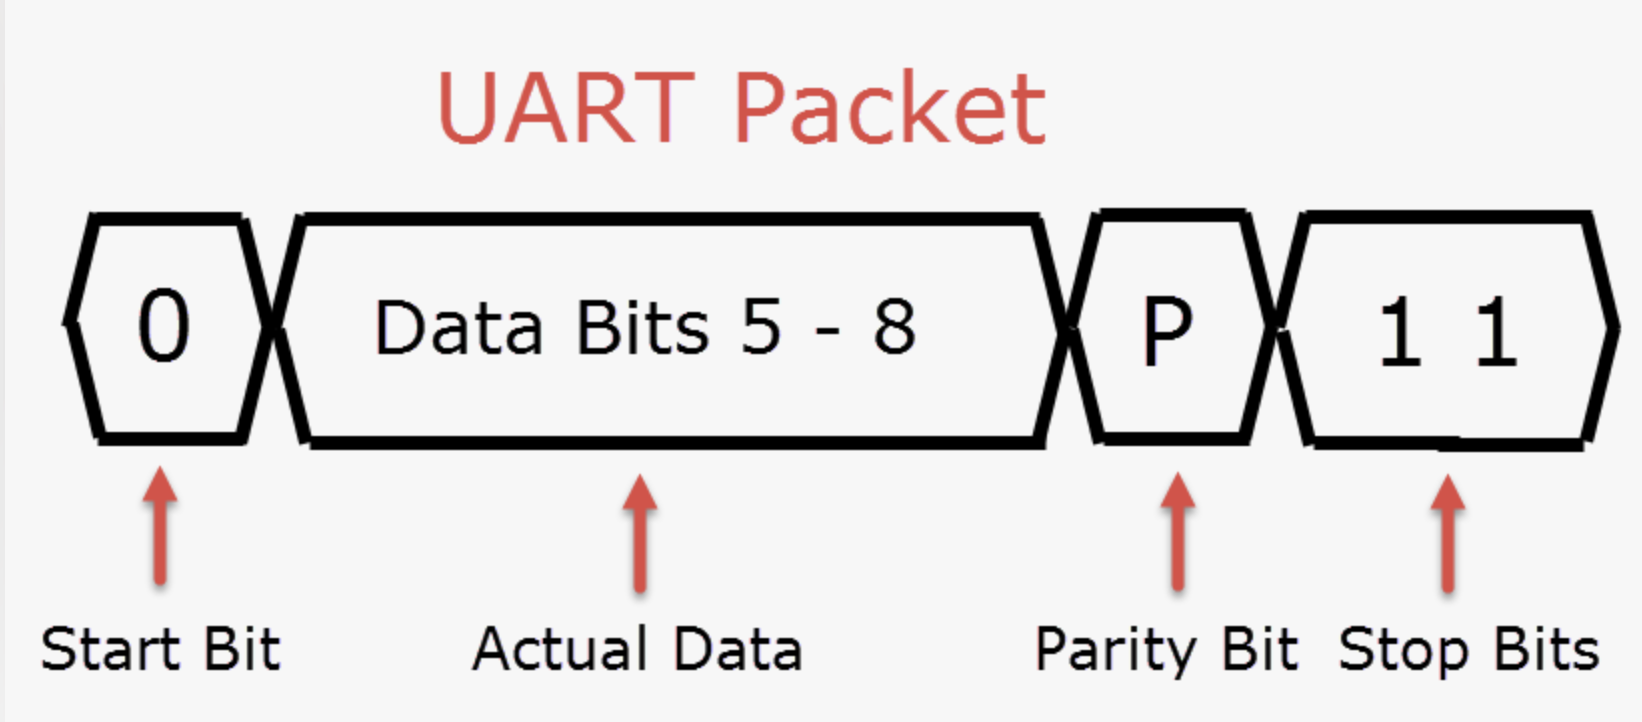 UART Packet
0 Data Bits 5 - 8 P 1 1
Start Bit Actual Data Parity Bit Stop Bits